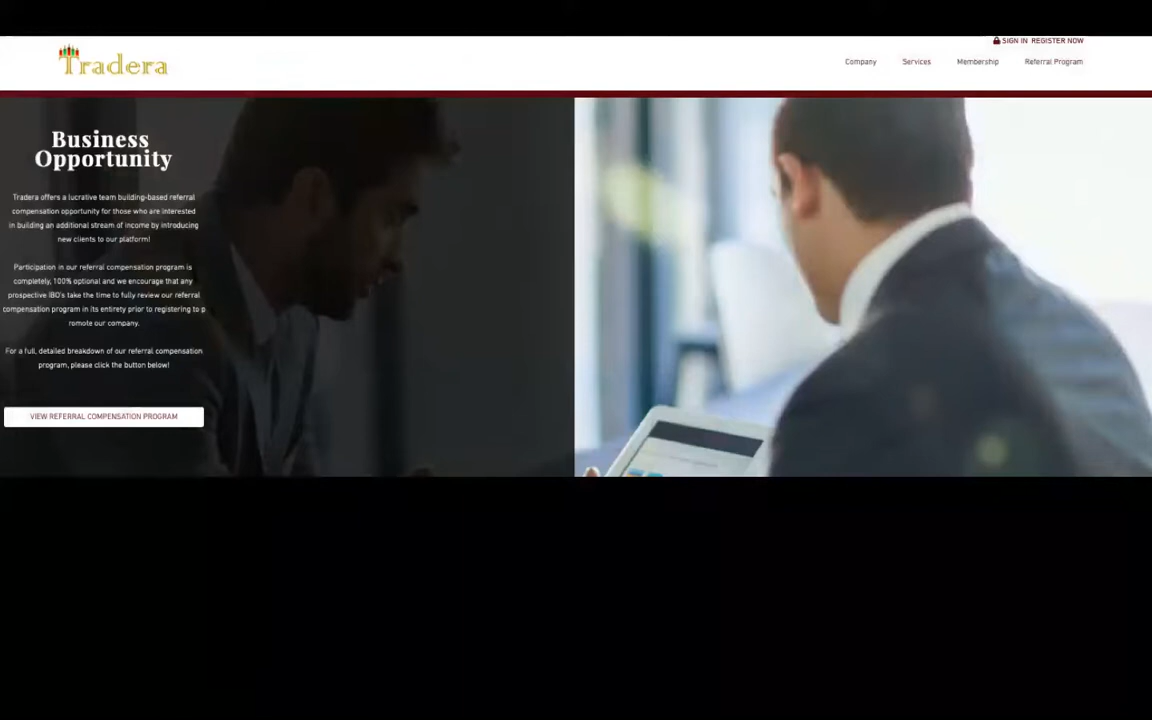 SIGN IN REGISTER NOW
Tradera
Company Services Membership Referral Program
Business
Opportunity
Tradera offers a lucrative team building-based referral
compensation opportunity for those who are interested
in building an additional stream of income by introducing
new clients to our platform!
Participation in our referral compensation program is
completely, 100% optional and we encourage that any
prospective IBO's take the time to fully review our referral
compensation program in its entirety prior to registering to p
romote our company.
For a full, detailed breakdown of our referral compensation
program, please click the button below!
VIEW REFERRAL COMPENSATION PROGRAM